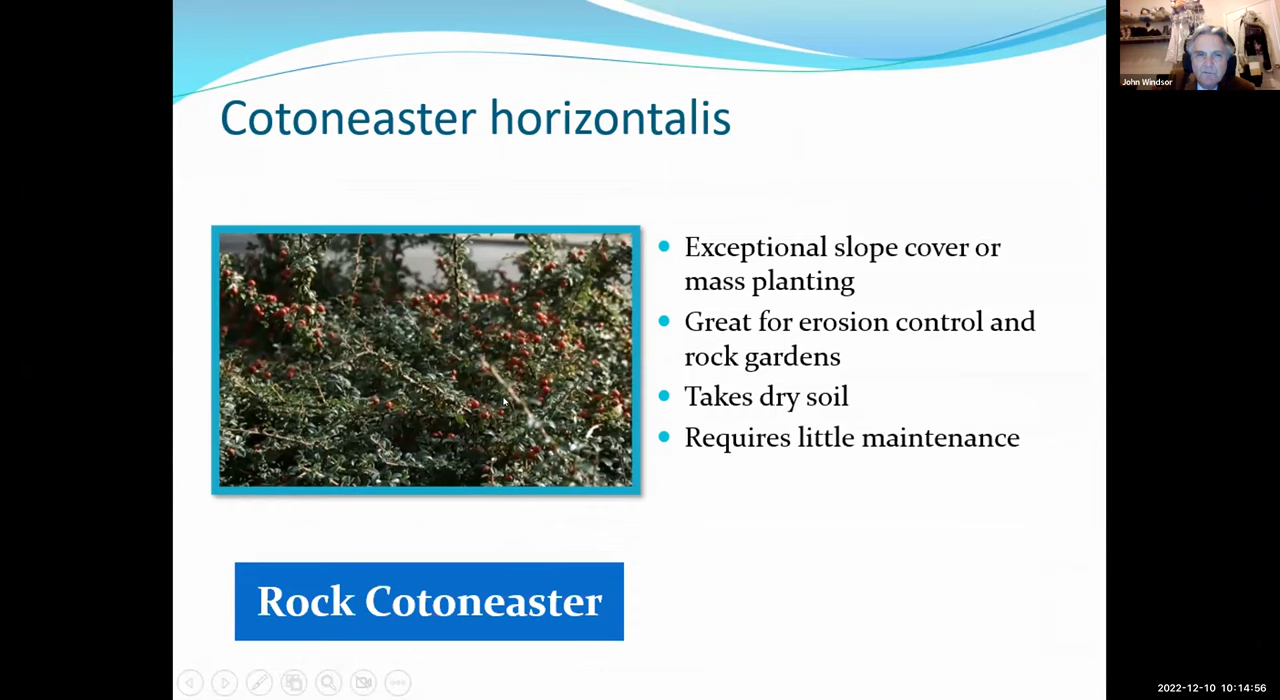 John Windsor
Cotoneaster horizontalis
Exceptional slope cover or
mass planting
Great for erosion control and
rock gardens
Takes dry soil
Requires little maintenance
Rock Cotoneaster
2022-12-10 10:14:56